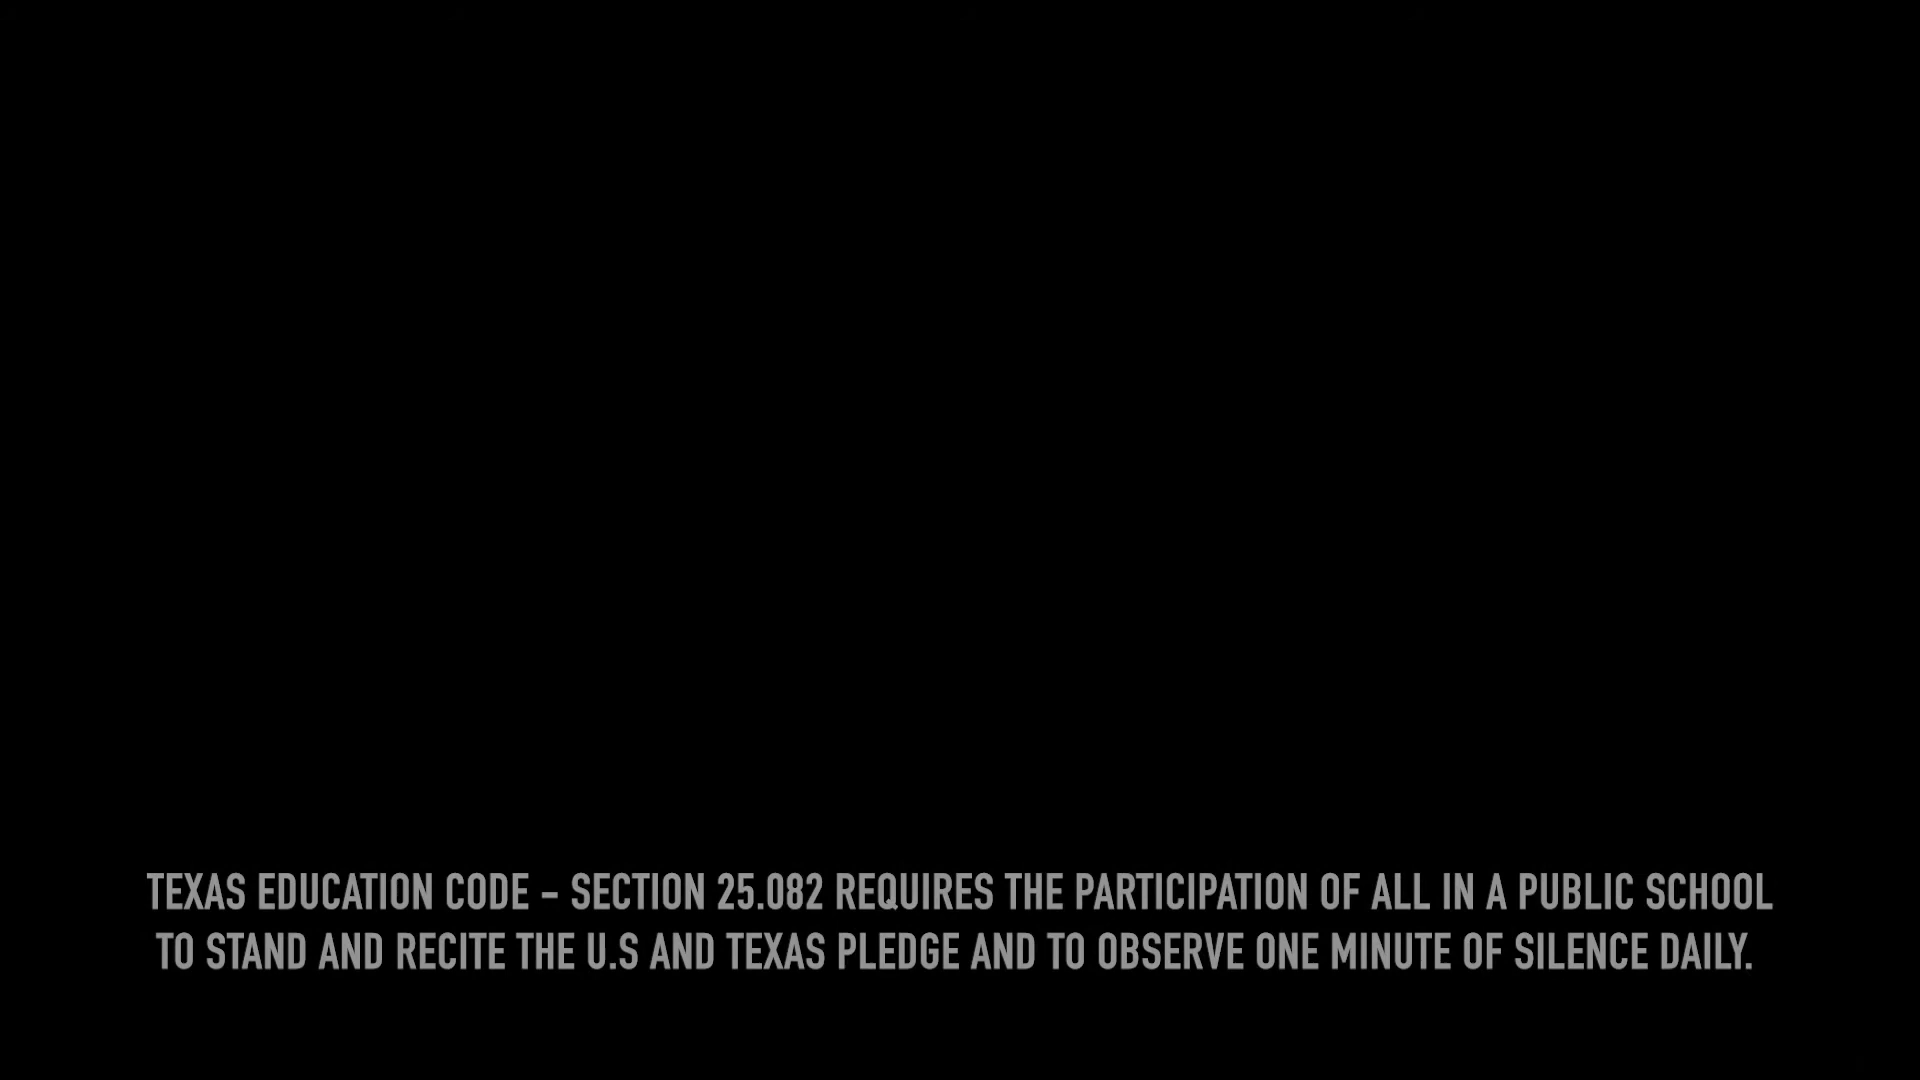 TEXAS EDUCATION CODE – SECTION 25.082 REQUIRES THE PARTICIPATION OF ALL IN A PUBLIC SCHOOL
TO STAND AND RECITE THE U.S AND TEXAS PLEDGE AND TO OBSERVE ONE MINUTE OF SILENCE DAILY.